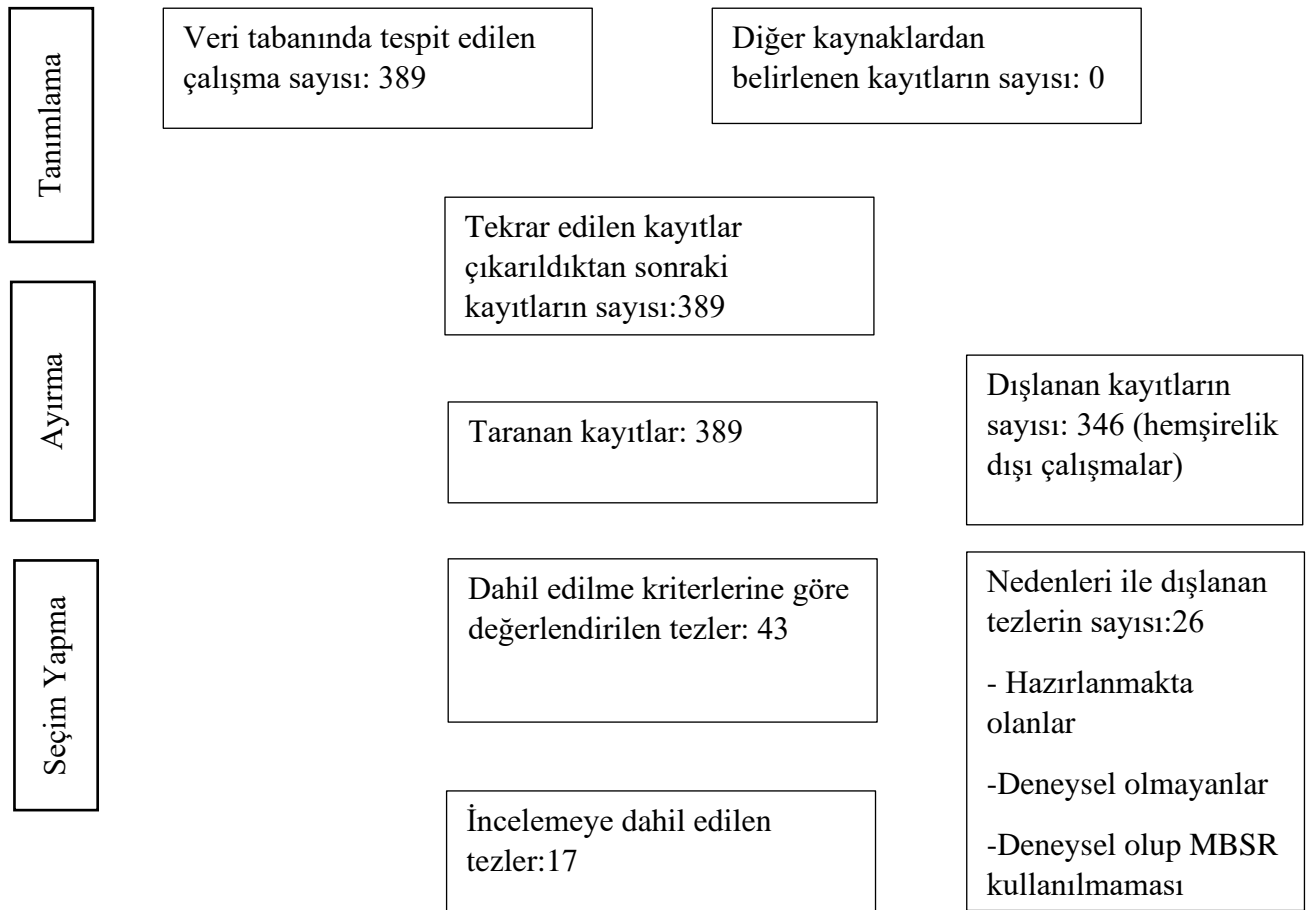 Tanımlama
Veri tabanında tespit edilen
çalışma sayısı: 389
Diğer kaynaklardan
belirlenen kayıtların sayısı: 0
Tekrar edilen kayıtlar
çıkarıldıktan sonraki
kayıtların sayısı:389
Ayırma
Taranan kayıtlar: 389
Dışlanan kayıtların
sayısı: 346 (hemşirelik
dışı çalışmalar)
Seçim Yapma
Dahil edilme kriterlerine göre
değerlendirilen tezler: 43
Nedenleri ile dışlanan
tezlerin sayısı:26
- Hazırlanmakta
olanlar
-Deneysel olmayanlar
-Deneysel olup MBSR
kullanılmaması
İncelemeye dahil edilen
tezler:17